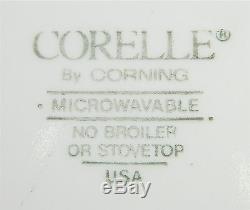 CORELLE®
By CORNING
MICROWAVABLE
NO BROILER
OR STOVETOP
USA